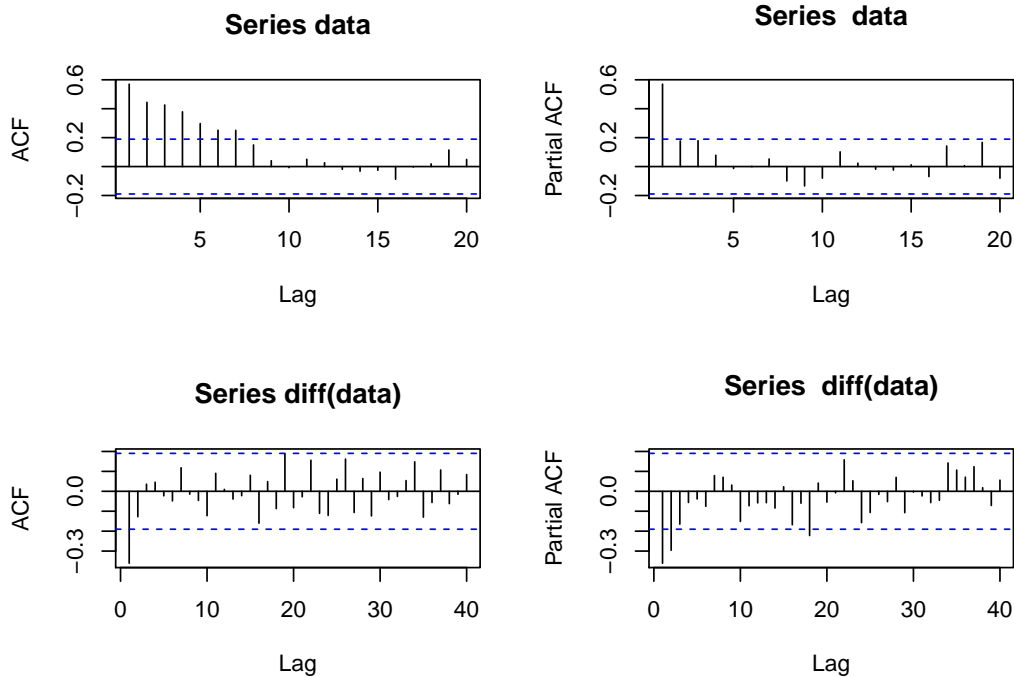 Series data
ACF
−0.2 0.2 0.6
5 10 15 20
Lag
Series data
Partial ACF
−0.2 0.2 0.6
5 10 15 20
Lag
Series diff(data)
ACF
−0.3 0.0
0 10 20 30 40
Lag
Series diff(data)
Partial ACF
−0.3 0.0
0 10 20 30 40
Lag